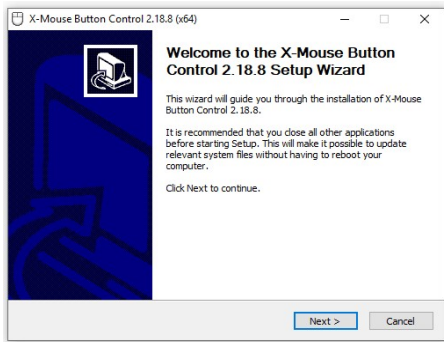 X-Mouse Button Control 2.18.8 (x64)
Welcome to the X-Mouse Button
Control 2.18.8 Setup Wizard
This wizard will guide you through the installation of X-Mouse
Button Control 2.18.8.
It is recommended that you close all other applications
before starting Setup. This will make it possible to update
relevant system files without having to reboot your
computer.
Click Next to continue.
Next >
Cancel